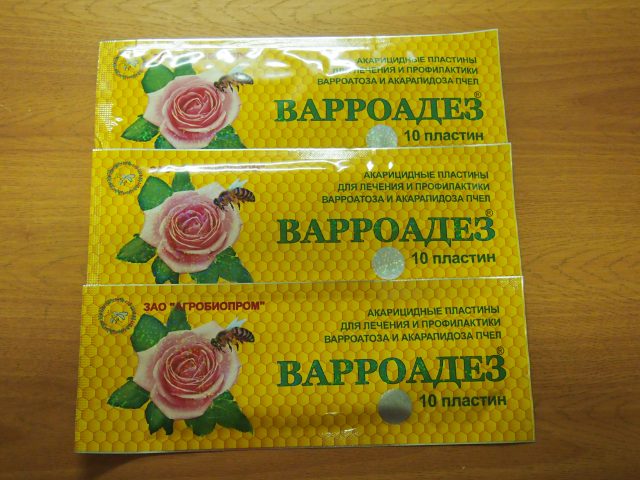 АКАРИЦИДНЫЕ ПЛАСТИНЫ
ДЛЯ ЛЕЧЕНИЯ И ПРОФИЛАКТИКИ
ВАРРОАТОЗА И АКАРАПИДОЗА ПЧЕЛ
ВАРРОАДЕЗ®
10 пластин
АКАРИЦИДНЫЕ ПЛАСТИНЫ
ДЛЯ ЛЕЧЕНИЯ И ПРОФИЛАКТИКИ
ВАРРОАТОЗА И АКАРАПИДОЗА ПЧЕЛ
ВАРРОАДЕЗ®
10 пластин
ЗАО "АГРОБИОПРОМ"
АКАРИЦИДНЫЕ ПЛАСТИНЫ
ДЛЯ ЛЕЧЕНИЯ И ПРОФИЛАКТИКИ
ВАРРОАТОЗА И АКАРАПИДОЗА ПЧЕЛ
ВАРРОАДЕЗ®
10 пластин